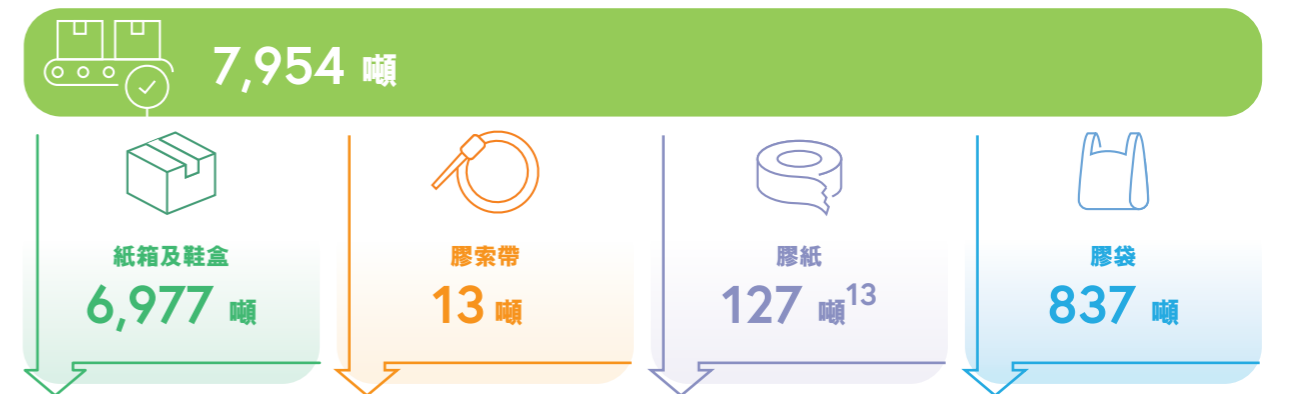 7,954 噸
紙箱及鞋盒
6,977 噸
膠索帶
13 噸
膠紙
127 噸13
膠袋
837 噸